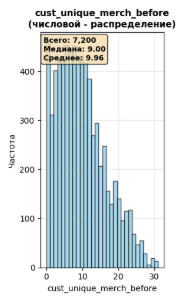 cust_unique_merch_before
(числовой - распределение)
Всего: 7,200
Медиана: 9.00
Среднее: 9.96
400
300
200
100
0
Частота
0 10 20 30
cust_unique_merch_before